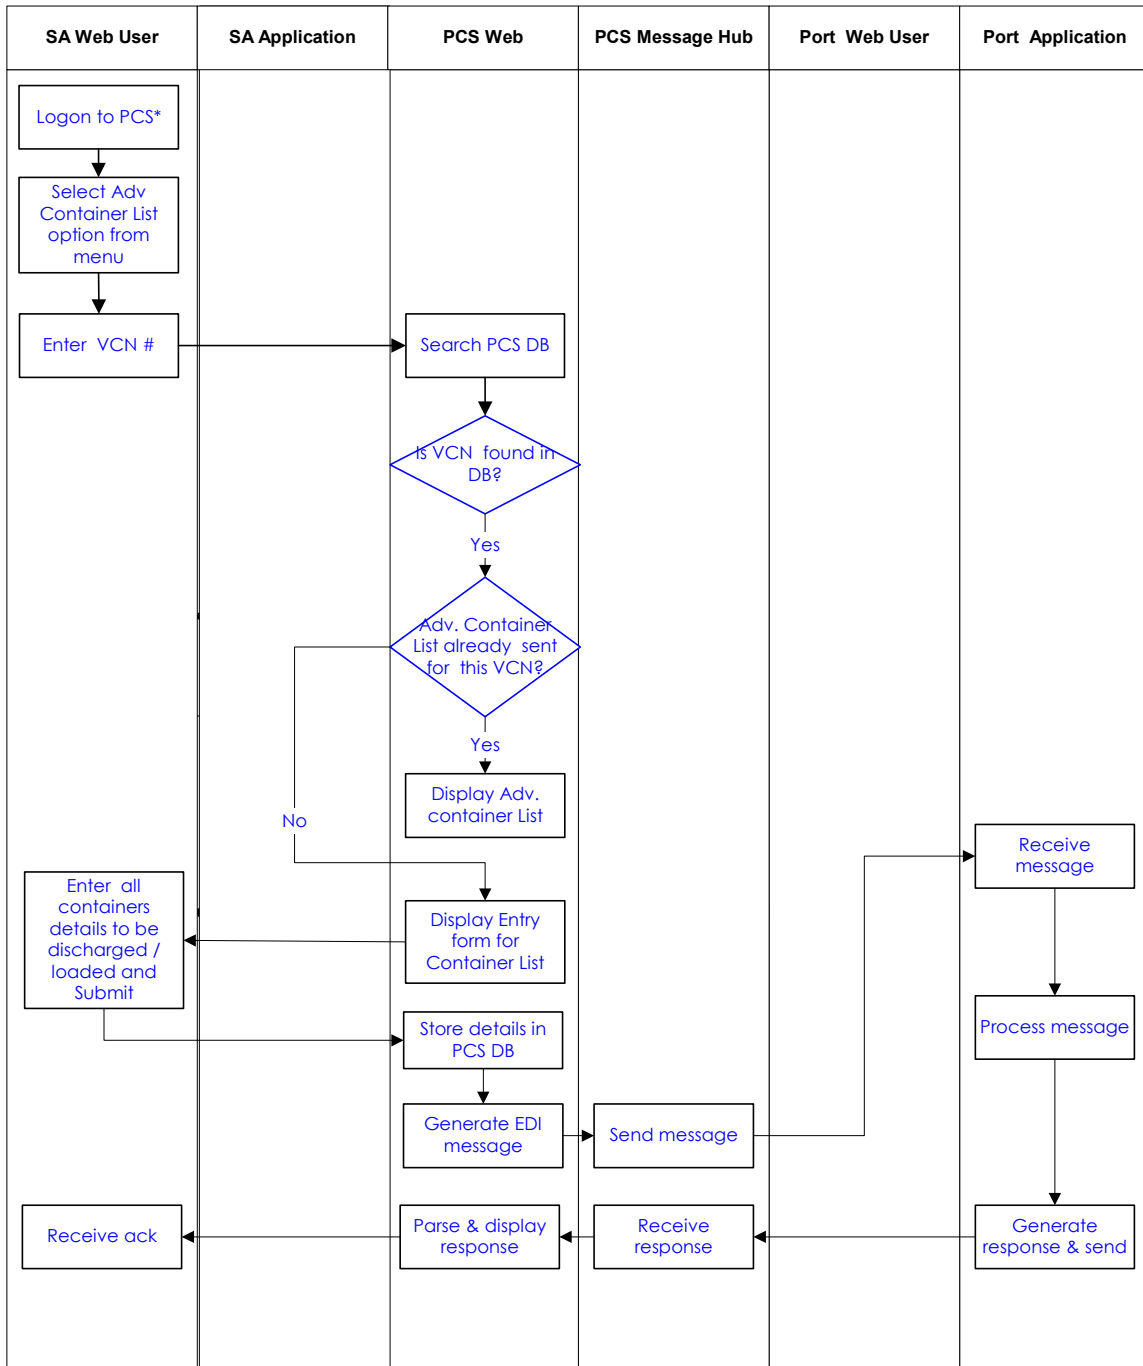 SA Web User
SA Application
PCS Web
PCS Message Hub
Port Web User
Port Application
Logon to PCS*
Select Adv
Container List
option from
menu
Enter VCN #
Search PCS DB
Is VCN found in
DB?
Yes
Adv. Container
List already sent
for this VCN?
Yes
Display Adv.
container List
No
Receive
message
Enter all
containers
details to be
discharged /
loaded and
Submit
Display Entry
form for
Container List
Process message
Store details in
PCS DB
Generate EDI
message
Send message
Receive ack
Parse & display
response
Receive
response
Generate
response & send